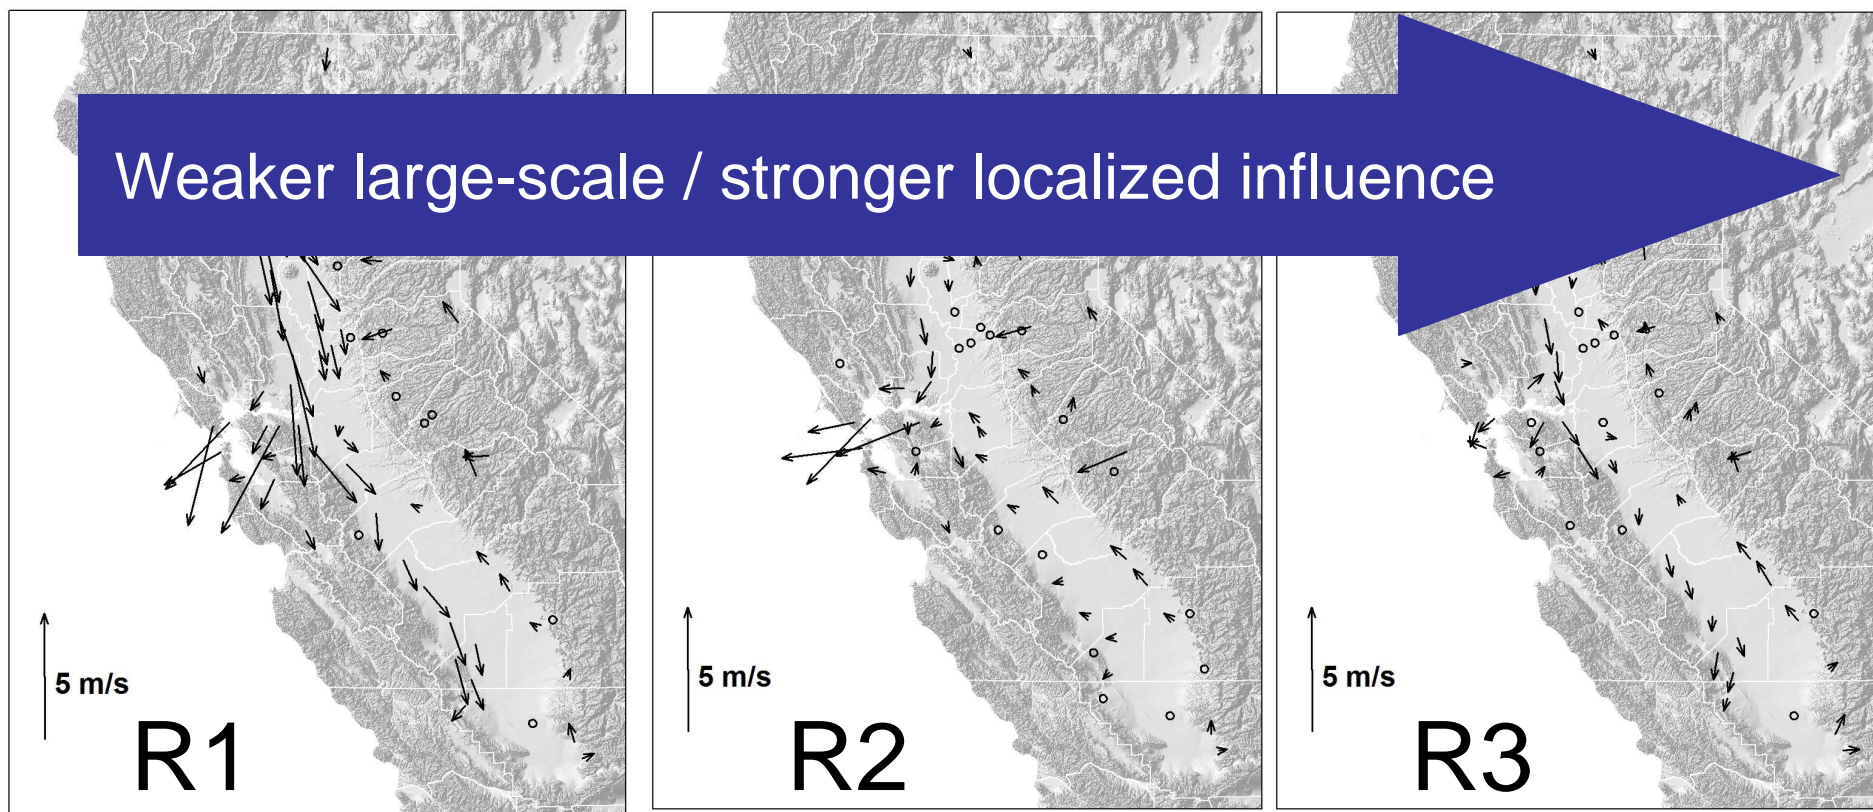 Weaker large-scale / stronger localized influence
5 m/s
5 m/s
5 m/s
R1
R2
R3